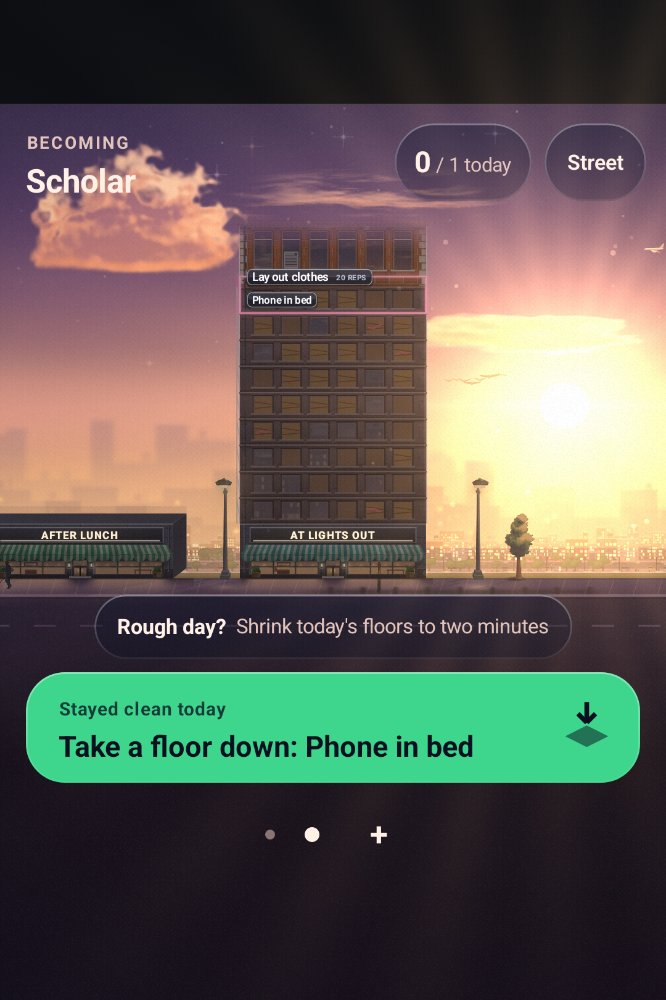 BECOMING
Scholar
0 / 1 today
Street
Lay out clothes 20 REPS
Phone in bed
AFTER LUNCH
AT LIGHTS OUT
Rough day? Shrink today's floors to two minutes
Stayed clean today
Take a floor down: Phone in bed
+